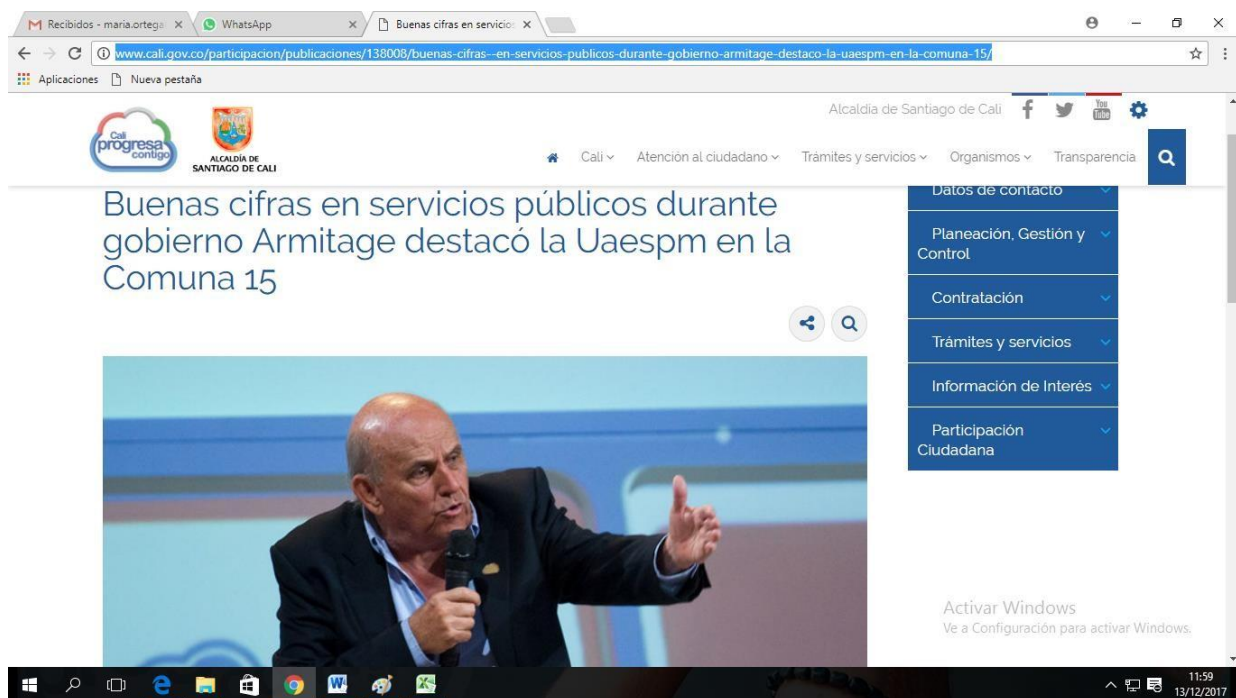 Recibidos - maria.ortega
WhatsApp
Buenas cifras en servicio
www.cali.gov.co/participacion/publicaciones/138008/buenas-cifras--en-servicios-publicos-durante-gobierno-armitage-destaco-la-uaespm-en-la-comuna-15/
Aplicaciones
Nueva pestaña
Cali
progresa
contigo
ALCALDÍA DE
SANTIAGO DE CALI
Alcaldía de Santiago de Cali
You
Tube
Cali
Atención al ciudadano
Trámites y servicios
Organismos
Transparencia
Buenas cifras en servicios públicos durante
gobierno Armitage destacó la Uaespm en la
Comuna 15
Datos de contacto
Planeación, Gestión y
Control
Contratación
Trámites y servicios
Información de Interés
Participación
Ciudadana
Activar Windows
Ve a Configuración para activar Windows.
11:59
13/12/2017